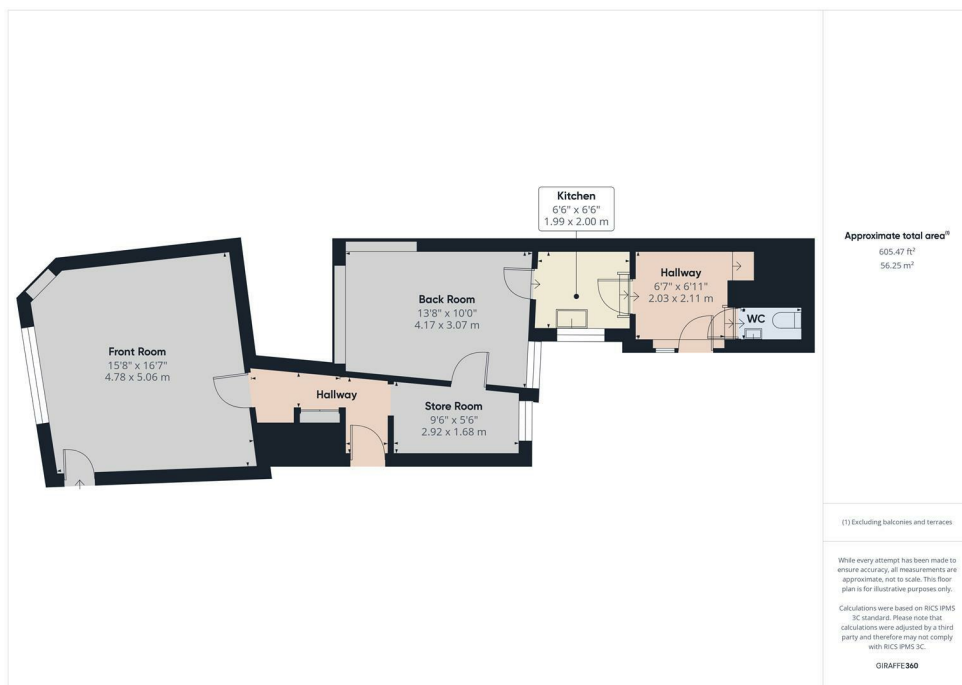 Kitchen
6'6" x 6'6"
1.99 x 2.00 m
Hallway
6'7" x 6'11"
2.03 x 2.11 m
WC
Back Room
13'8" x 10'0"
4.17 x 3.07 m
Front Room
15'8" x 16'7"
4.78 x 5.06 m
Hallway
Store Room
9'6" x 5'6"
2.92 x 1.68 m
Approximate total area⁽¹⁾
605.47 ft²
56.25 m²
(1) Excluding balconies and terraces
While every attempt has been made to
ensure accuracy, all measurements are
approximate, not to scale. This floor
plan is for illustrative purposes only.
Calculations were based on RICS IPMS
3C standard. Please note that
calculations were adjusted by a third
party and therefore may not comply
with RICS IPMS 3C.
GIRAFFE360